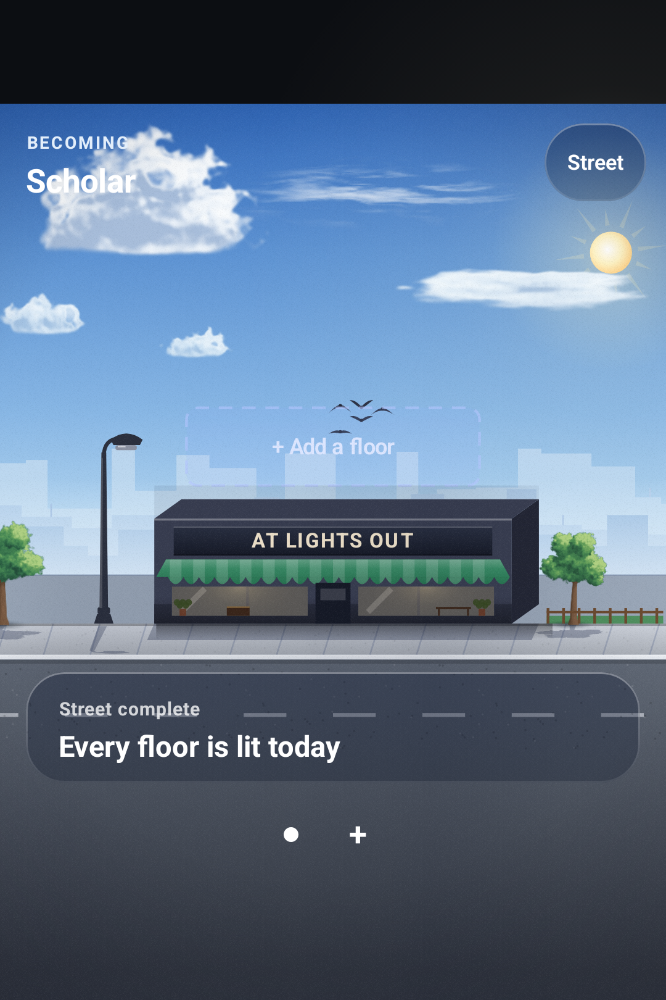 BECOMING
Scholar
Street
+ Add a floor
AT LIGHTS OUT
Street complete
Every floor is lit today
+